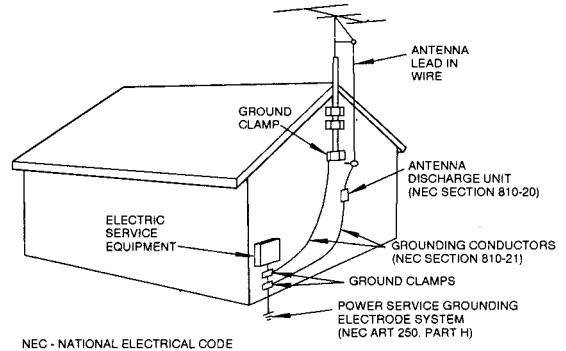 ANTENNA
LEAD IN
WIRE
GROUND
CLAMP
ANTENNA
DISCHARGE UNIT
(NEC SECTION 810-20)
ELECTRIC
SERVICE
EQUIPMENT
GROUNDING CONDUCTORS
(NEC SECTION 810-21)
GROUND CLAMPS
POWER SERVICE GROUNDING
ELECTRODE SYSTEM
(NEC ART 250. PART H)
NEC - NATIONAL ELECTRICAL CODE